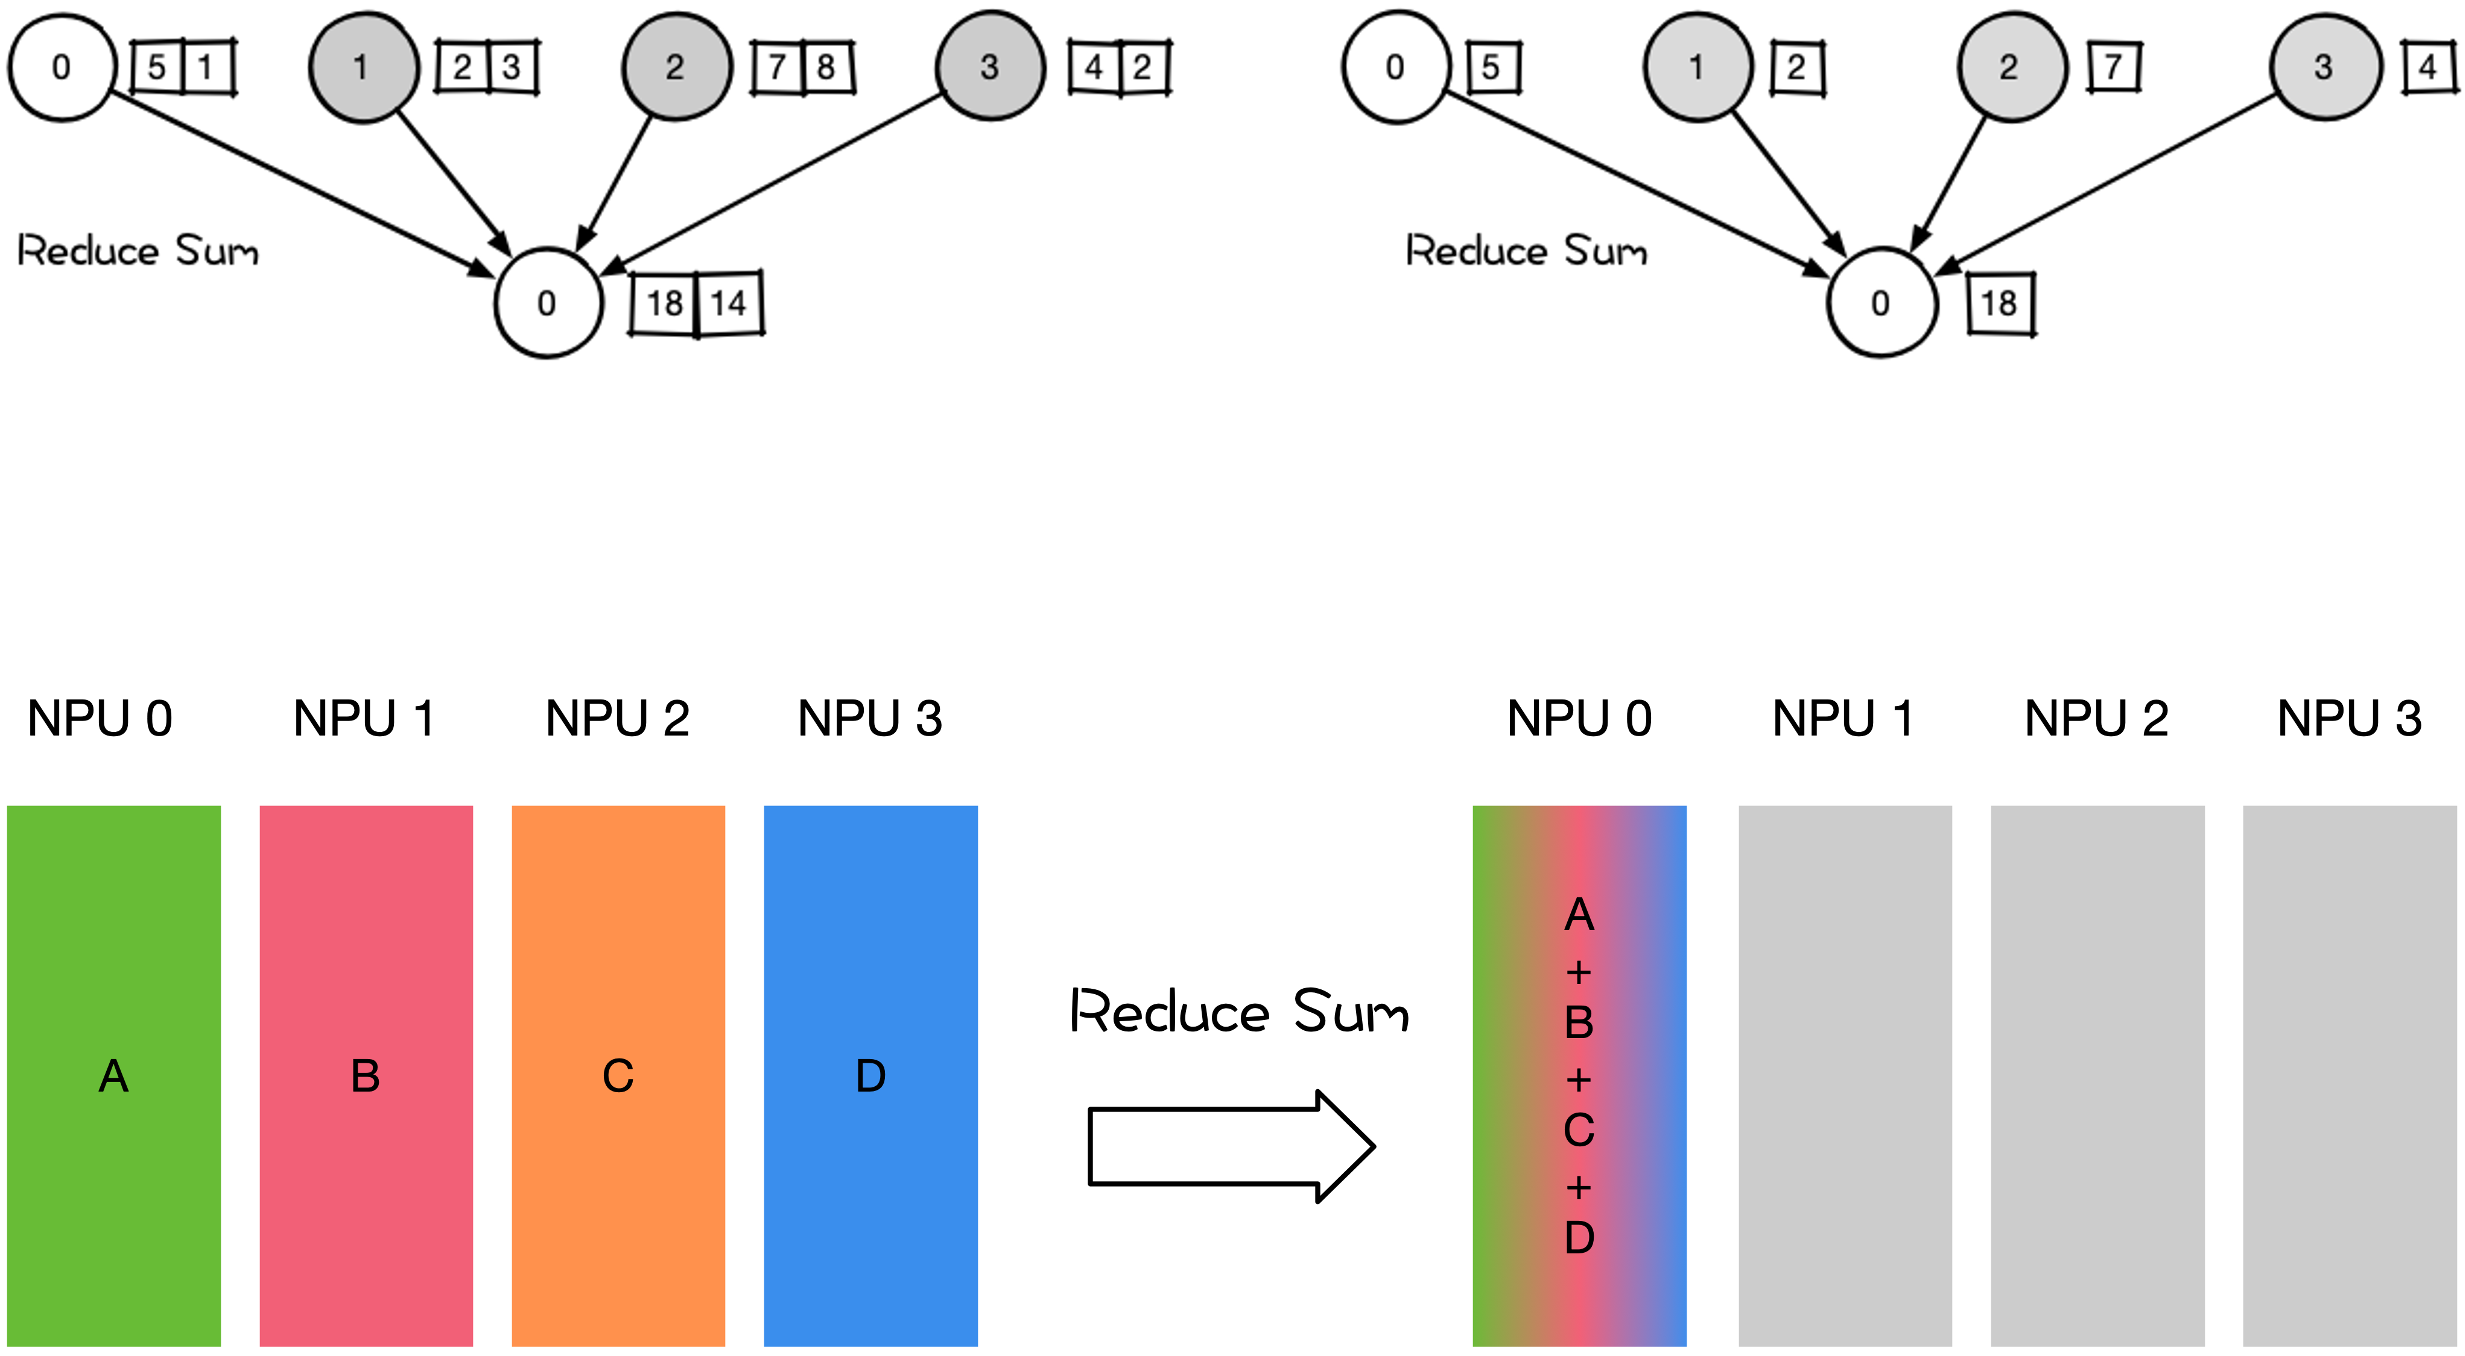 0 5 1 1 2 3 2 7 8 3 4 2
Reduce Sum
0 18 14
0 5 1 2 2 7 3 4
Reduce Sum
0 18
NPU 0 NPU 1 NPU 2 NPU 3
A B C D
Reduce Sum
NPU 0 NPU 1 NPU 2 NPU 3
A
+
B
+
C
+
D